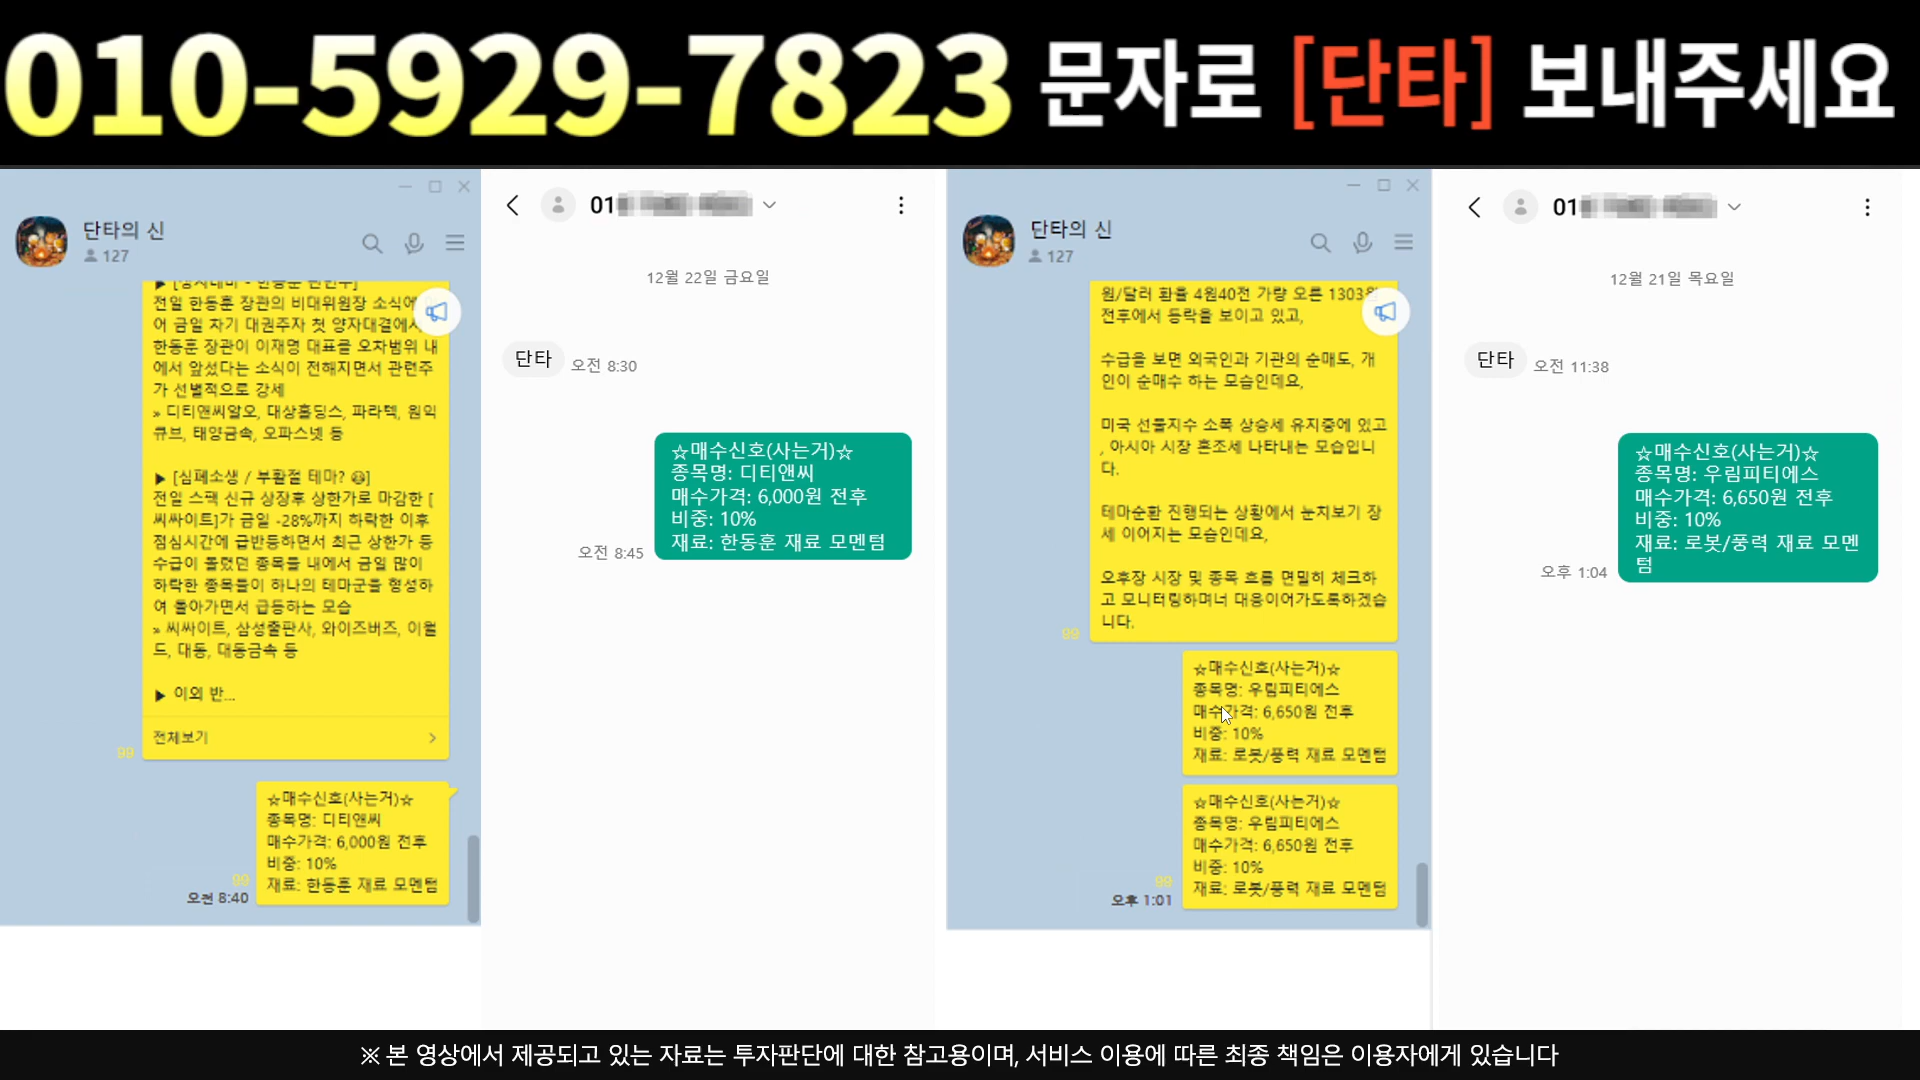 010-5929-7823 문자로 [단타] 보내주세요
단타의 신
127
전일 한동훈 장관의 비대위원장 소식에
어 금일 차기 대권주자 첫 양자대결에서
한동훈 장관이 이재명 대표를 오차범위 내
에서 앞섰다는 소식이 전해지면서 관련주
가 선별적으로 강세
» 디티앤씨알오, 대상홀딩스, 파라텍, 원익
큐브, 태양금속, 오파스넷 등
▶ [심폐소생 / 부활절 테마? 😆]
전일 스팩 신규 상장후 상한가로 마감한 [
씨싸이트]가 금일 -28%까지 하락한 이후
점심시간에 급반등하면서 최근 상한가 등
수급이 몰렸던 종목들 내에서 금일 많이
하락한 종목들이 하나의 테마군을 형성하
여 돌아가면서 급등하는 모습
» 씨싸이트, 삼성출판사, 와이즈버즈, 이월
드, 대동, 대동금속 등
▶ 이외 반...
전체보기
99
☆매수신호(사는거)☆
종목명: 디티앤씨
매수가격: 6,000원 전후
비중: 10%
재료: 한동훈 재료 모멘텀
99
오전 8:40
01
12월 22일 금요일
단타
오전 8:30
☆매수신호(사는거)☆
종목명: 디티앤씨
매수가격: 6,000원 전후
비중: 10%
재료: 한동훈 재료 모멘텀
오전 8:45
단타의 신
127
원/달러 환율 4원40전 가량 오른 1303원
전후에서 등락을 보이고 있고,
수급을 보면 외국인과 기관의 순매도, 개
인이 순매수 하는 모습인데요,
미국 선물지수 소폭 상승세 유지중에 있고
, 아시아 시장 혼조세 나타내는 모습입니
다.
테마순환 진행되는 상황에서 눈치보기 장
세 이어지는 모습인데요,
오후장 시장 및 종목 흐름 면밀히 체크하
고 모니터링하며너 대응이어가도록하겠습
니다.
99
☆매수신호(사는거)☆
종목명: 우림피티에스
매수가격: 6,650원 전후
비중: 10%
재료: 로봇/풍력 재료 모멘텀
☆매수신호(사는거)☆
종목명: 우림피티에스
매수가격: 6,650원 전후
비중: 10%
재료: 로봇/풍력 재료 모멘텀
99
오후 1:01
01
12월 21일 목요일
단타
오전 11:38
☆매수신호(사는거)☆
종목명: 우림피티에스
매수가격: 6,650원 전후
비중: 10%
재료: 로봇/풍력 재료 모멘
텀
오후 1:04
※ 본 영상에서 제공되고 있는 자료는 투자판단에 대한 참고용이며, 서비스 이용에 따른 최종 책임은 이용자에게 있습니다